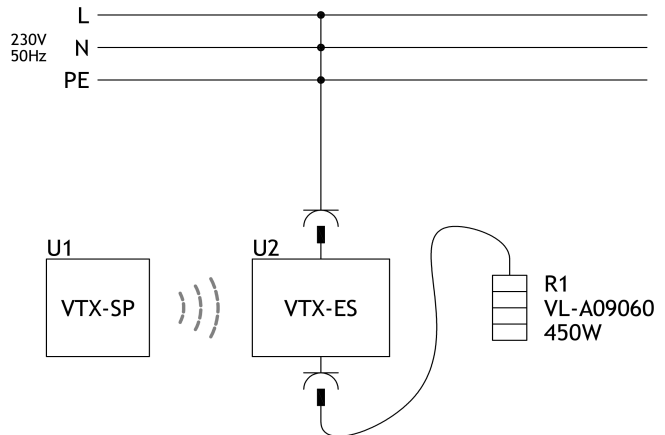 L
230V
50Hz
N
PE
U1
U2
VTX-SP
VTX-ES
R1
VL-A09060
450W